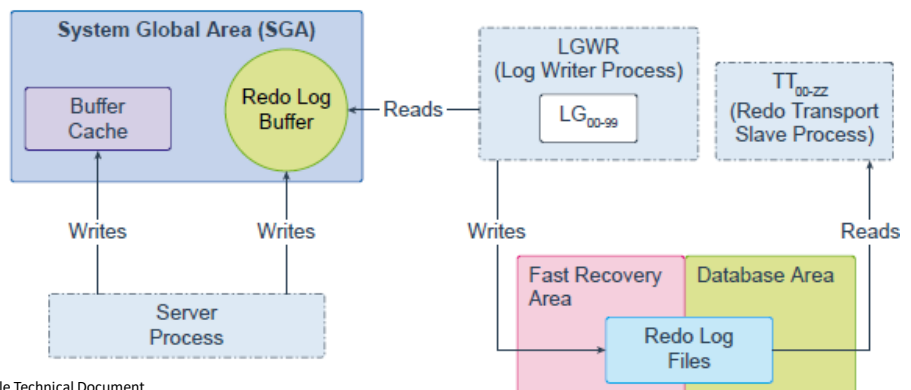 System Global Area (SGA)
Buffer
Cache
Redo Log
Buffer
Reads
LGWR
(Log Writer Process)
LG00-99
TT00-ZZ
(Redo Transport
Slave Process)
Writes
Writes
Writes
Reads
Server
Process
Fast Recovery
Area
Database Area
Redo Log
Files
le Technical Document